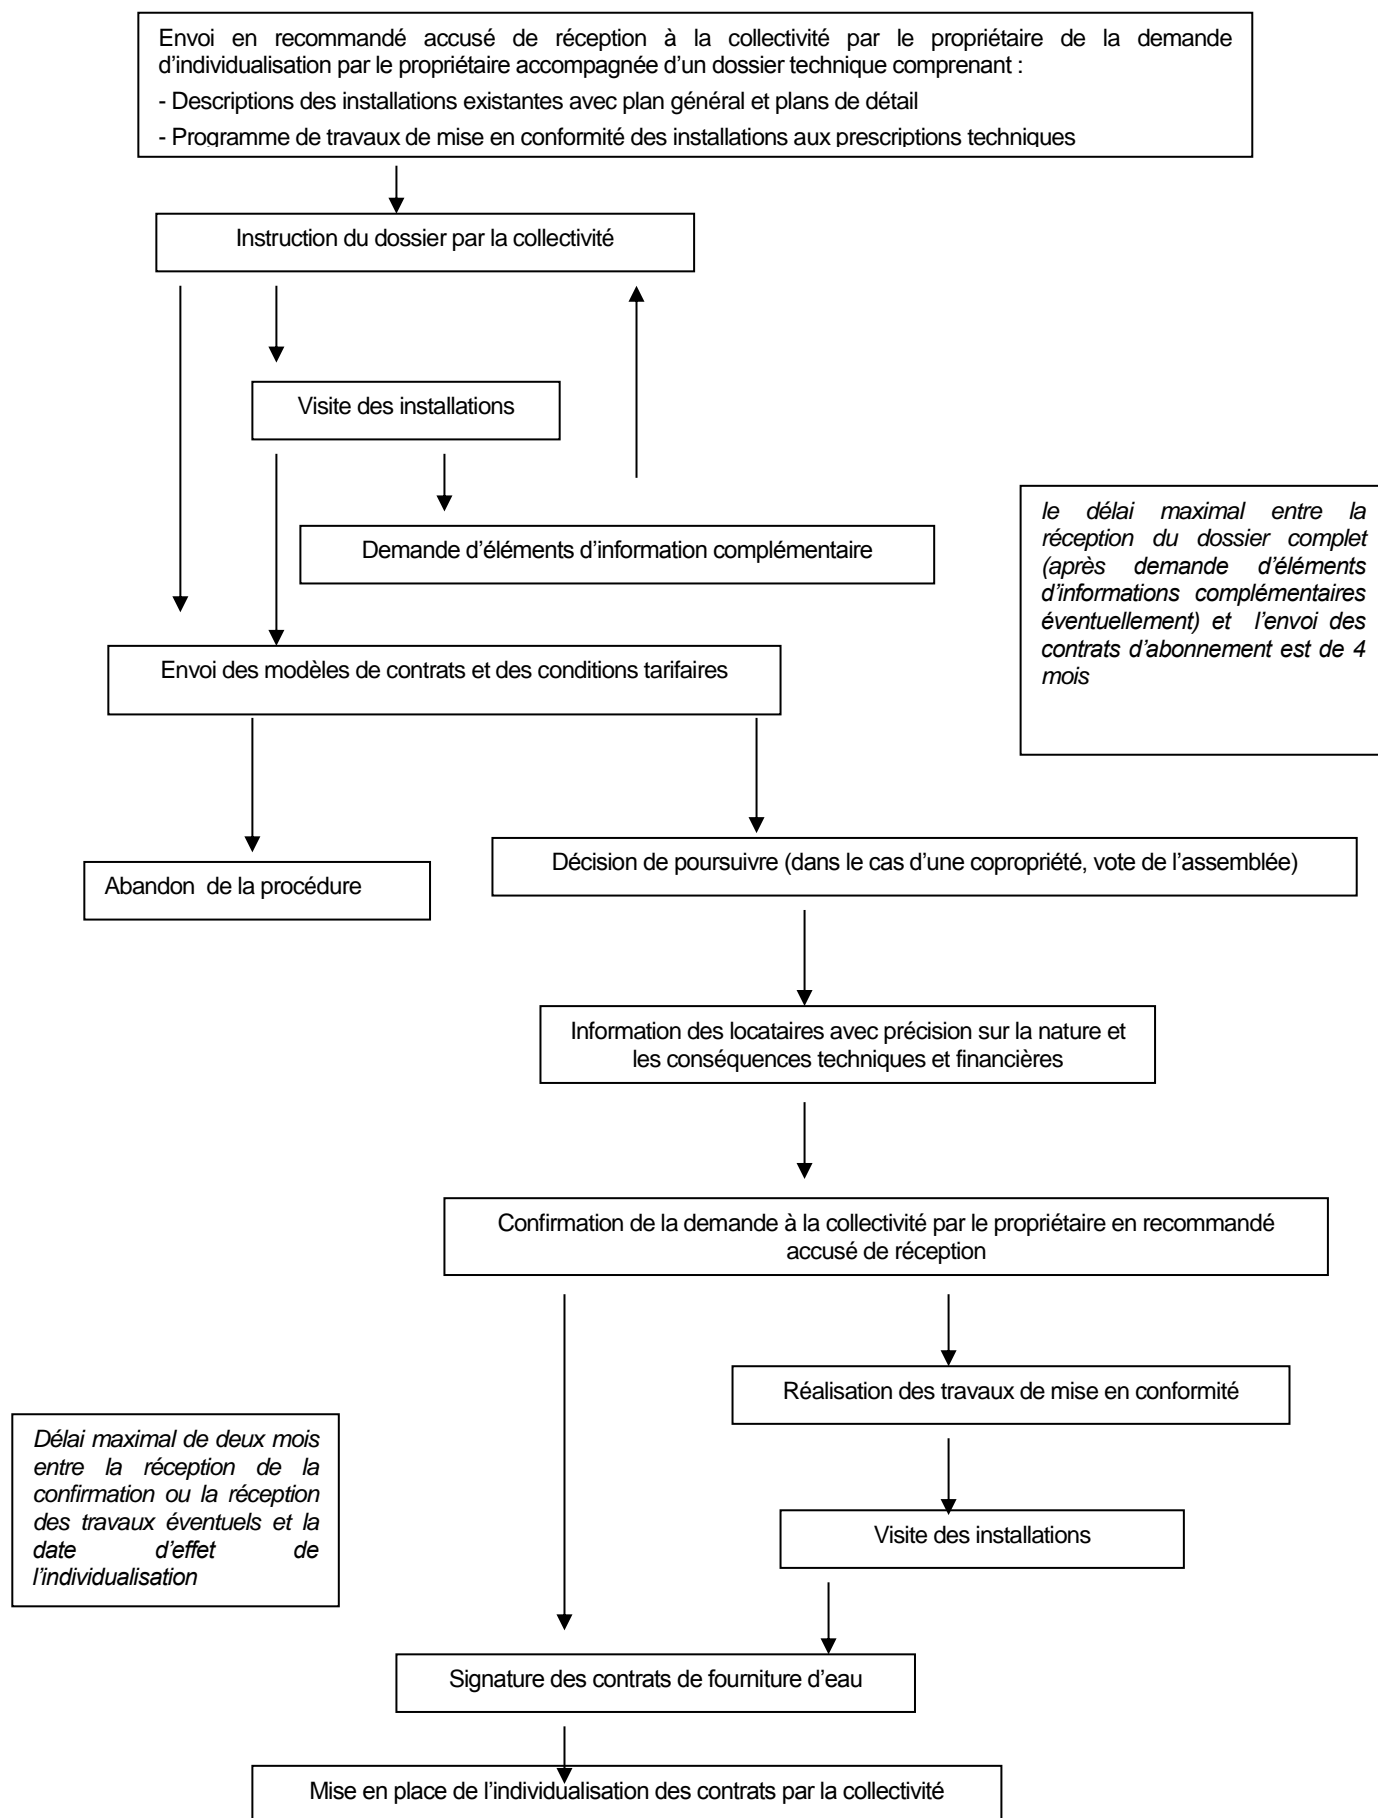 Envoi en recommandé accusé de réception à la collectivité par le propriétaire de la demande
d'individualisation par le propriétaire accompagnée d'un dossier technique comprenant :
- Descriptions des installations existantes avec plan général et plans de détail
- Programme de travaux de mise en conformité des installations aux prescriptions techniques
Instruction du dossier par la collectivité
Visite des installations
Demande d'éléments d'information complémentaire
le délai maximal entre la
réception du dossier complet
(après demande d'éléments
d'informations complémentaires
éventuellement) et l'envoi des
contrats d'abonnement est de 4
mois
Envoi des modèles de contrats et des conditions tarifaires
Abandon de la procédure
Décision de poursuivre (dans le cas d'une copropriété, vote de l'assemblée)
Information des locataires avec précision sur la nature et
les conséquences techniques et financières
Confirmation de la demande à la collectivité par le propriétaire en recommandé
accusé de réception
Réalisation des travaux de mise en conformité
Délai maximal de deux mois
entre la réception de la
confirmation ou la réception
des travaux éventuels et la
date d'effet de
l'individualisation
Visite des installations
Signature des contrats de fourniture d'eau
Mise en place de l'individualisation des contrats par la collectivité